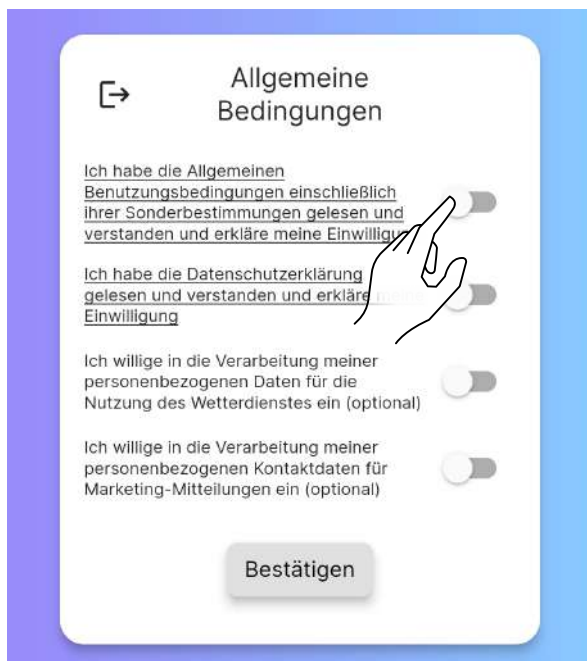 Allgemeine
Bedingungen
Ich habe die Allgemeinen
Benutzungsbedingungen einschließlich
ihrer Sonderbestimmungen gelesen und
verstanden und erkläre meine Einwilligu
Ich habe die Datenschutzerklärung
gelesen und verstanden und erkläre meine
Einwilligung
Ich willige in die Verarbeitung meiner
personenbezogenen Daten für die
Nutzung des Wetterdienstes ein (optional)
Ich willige in die Verarbeitung meiner
personenbezogenen Kontaktdaten für
Marketing-Mitteilungen ein (optional)
Bestätigen